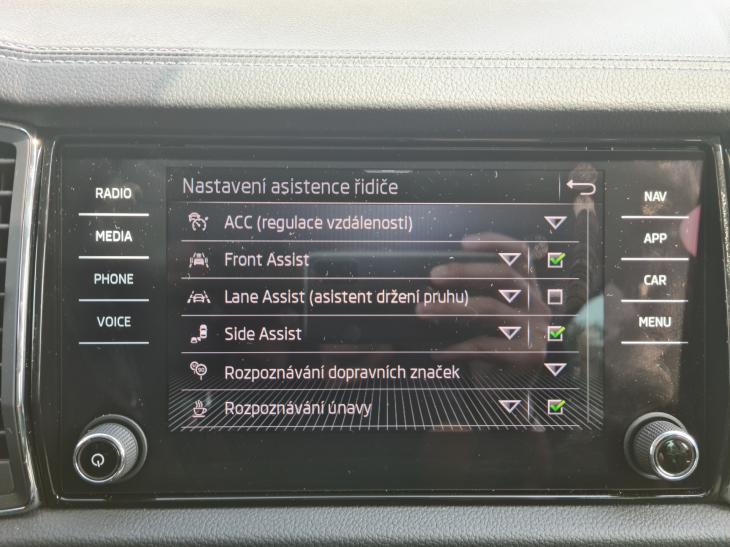 RADIO
MEDIA
PHONE
VOICE
Nastavení asistence řidiče
ACC (regulace vzdálenosti)
Front Assist
Lane Assist (asistent držení pruhu)
Side Assist
Rozpoznávání dopravních značek
Rozpoznávání únavy
NAV
APP
CAR
MENU